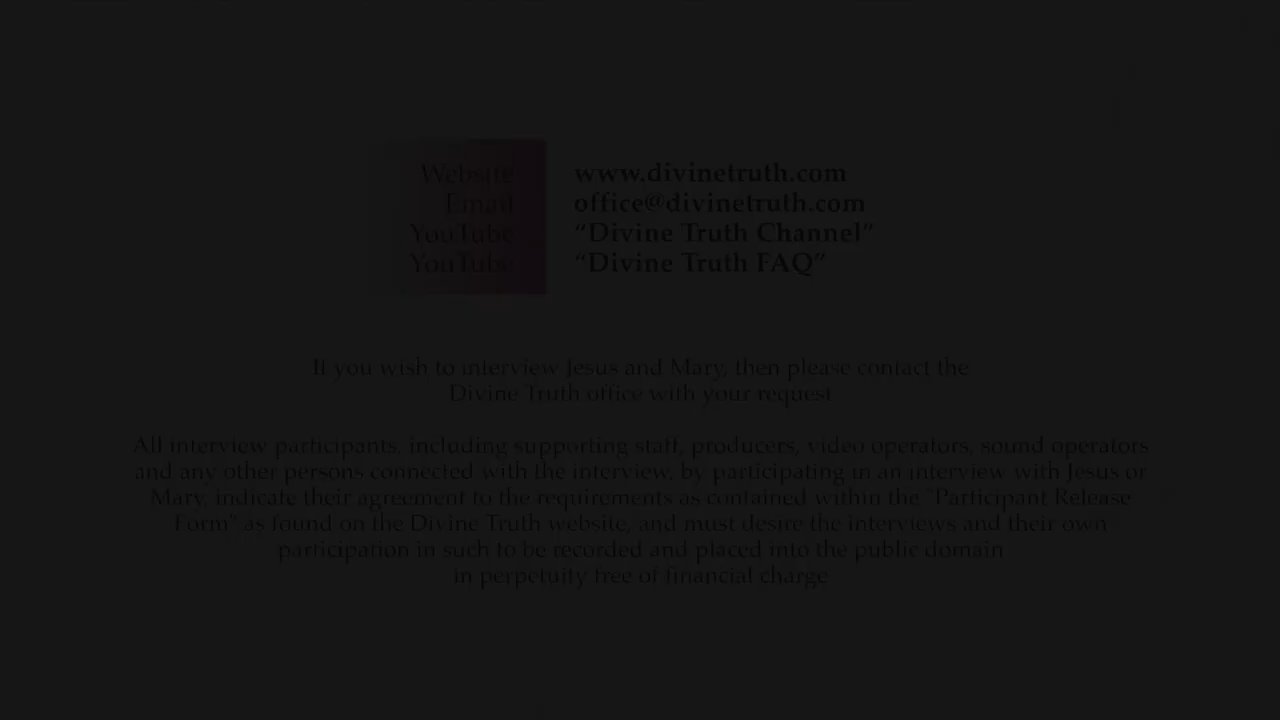 Website www.divinetruth.com
Email office@divinetruth.com
YouTube “Divine Truth Channel”
YouTube “Divine Truth FAQ”
If you wish to interview Jesus and Mary, then please contact the
Divine Truth office with your request
All interview participants, including supporting staff, producers, video operators, sound operators
and any other persons connected with the interview, by participating in an interview with Jesus or
Mary, indicate their agreement to the requirements as contained within the "Participant Release
Form" as found on the Divine Truth website, and must desire the interviews and their own
participation in such to be recorded and placed into the public domain
in perpetuity free of financial charge